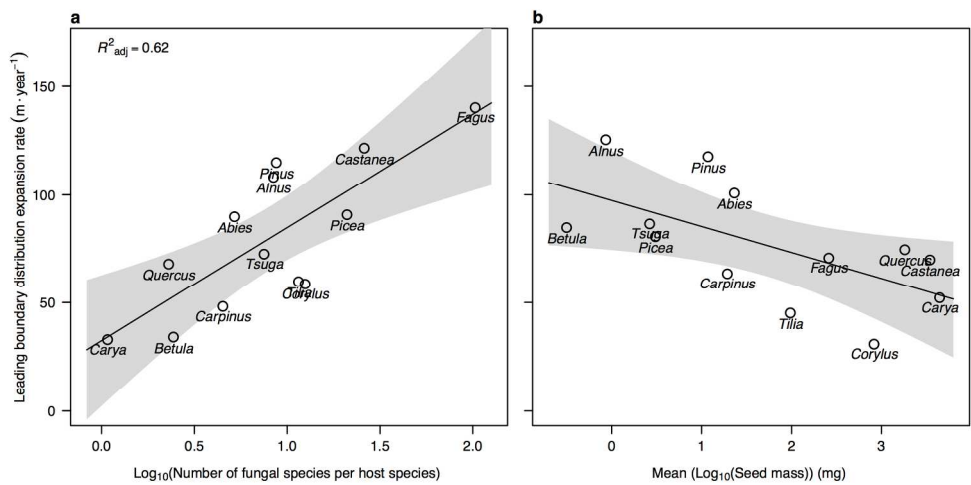 a
R²adj = 0.62
Leading boundary distribution expansion rate (m · year⁻¹)
150
100
50
0
Fagus
Castanea
Pinus
Alnus
Picea
Abies
Tsuga
Quercus
Tilia
Corylus
Carpinus
Carya
Betula
0.0 0.5 1.0 1.5 2.0
Log₁₀(Number of fungal species per host species)
b
Alnus
Pinus
Abies
Betula
Tsuga
Picea
Quercus
Castanea
Fagus
Carpinus
Carya
Tilia
Corylus
0 1 2 3
Mean (Log₁₀(Seed mass)) (mg)